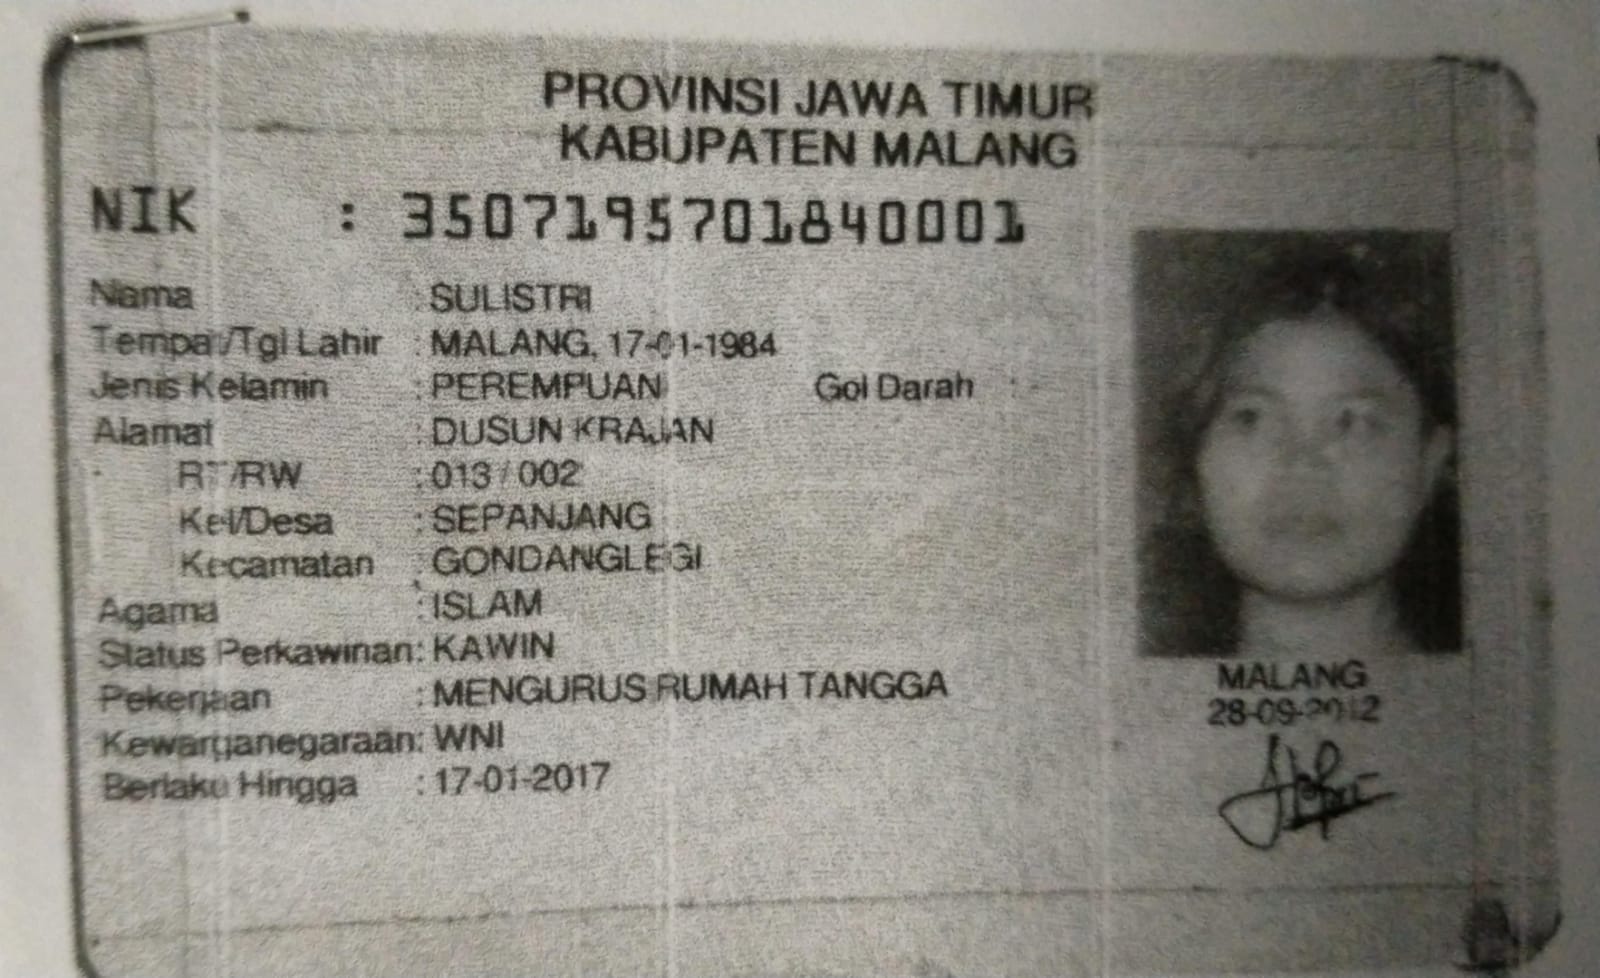 PROVINSI JAWA TIMUR
KABUPATEN MALANG
NIK : 3507195701840001
Nama : SULISTRI
Tempat/Tgl Lahir : MALANG, 17-01-1984
Jenis Kelamin : PEREMPUAN Gol Darah : -
Alamat : DUSUN KRAJAN
RT/RW : 013 / 002
Kel/Desa : SEPANJANG
Kecamatan : GONDANGLEGI
Agama : ISLAM
Status Perkawinan : KAWIN
Pekerjaan : MENGURUS RUMAH TANGGA
Kewarganegaraan : WNI
Berlaku Hingga : 17-01-2017
MALANG
28-09-2012